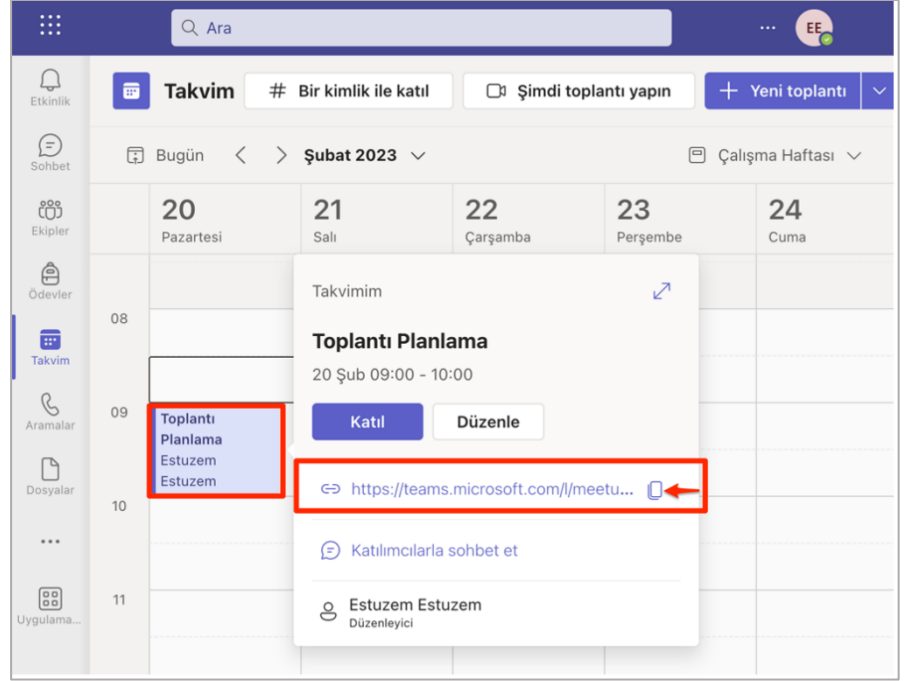 Ara
EE
Etkinlik
Sohbet
Ekipler
Ödevler
Takvim
Aramalar
Dosyalar
Uygulama...
Takvim
# Bir kimlik ile katıl
Şimdi toplantı yapın
+ Yeni toplantı
Bugün
Şubat 2023
Çalışma Haftası
20
Pazartesi
21
Salı
22
Çarşamba
23
Perşembe
24
Cuma
08
09
10
11
Toplantı
Planlama
Estuzem
Estuzem
Takvimim
Toplantı Planlama
20 Şub 09:00 - 10:00
Katıl
Düzenle
https://teams.microsoft.com/l/meetu...
Katılımcılarla sohbet et
Estuzem Estuzem
Düzenleyici